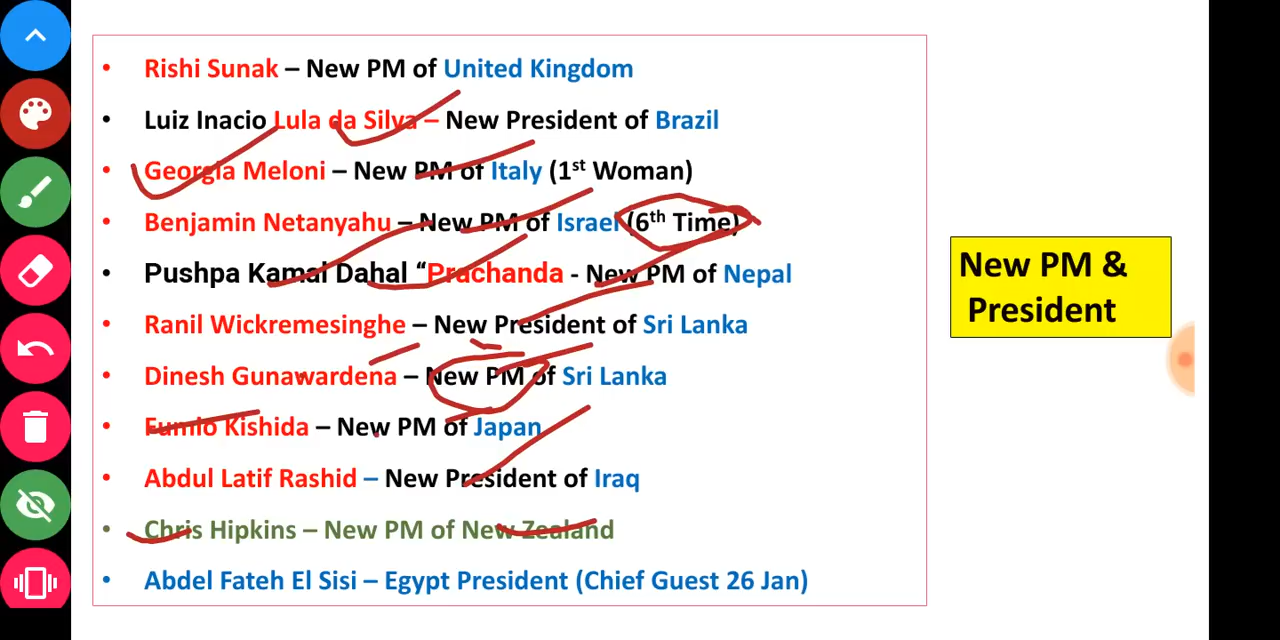 Rishi Sunak – New PM of United Kingdom
Luiz Inacio Lula da Silva – New President of Brazil
Georgia Meloni – New PM of Italy (1st Woman)
Benjamin Netanyahu – New PM of Israel (6th Time)
Pushpa Kamal Dahal “Prachanda - New PM of Nepal
Ranil Wickremesinghe – New President of Sri Lanka
Dinesh Gunawardena – New PM of Sri Lanka
Fumio Kishida – New PM of Japan
Abdul Latif Rashid – New President of Iraq
Chris Hipkins – New PM of New Zealand
Abdel Fateh El Sisi – Egypt President (Chief Guest 26 Jan)
New PM &
President